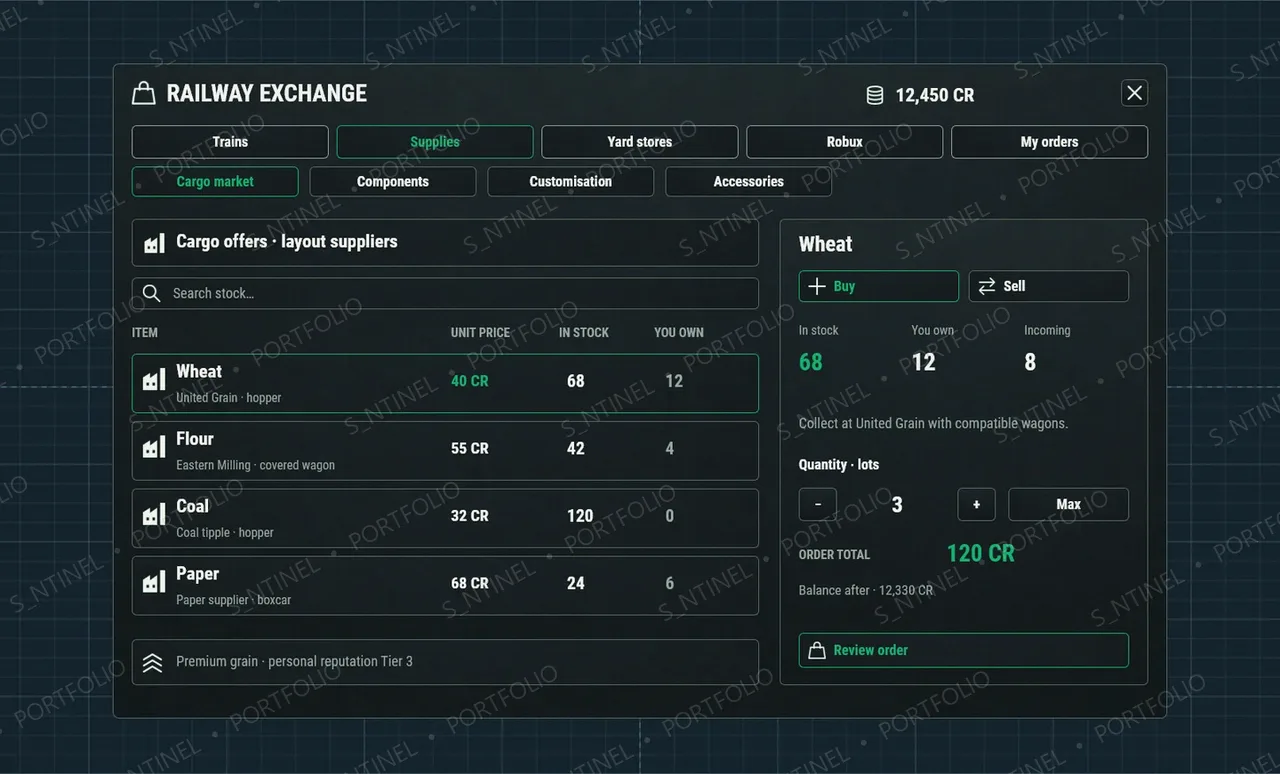 RAILWAY EXCHANGE
12,450 CR
Trains
Supplies
Yard stores
Robux
My orders
Cargo market
Components
Customisation
Accessories
Cargo offers · layout suppliers
Search stock...
ITEM UNIT PRICE IN STOCK YOU OWN
Wheat
United Grain · hopper
40 CR 68 12
Flour
Eastern Milling · covered wagon
55 CR 42 4
Coal
Coal tipple · hopper
32 CR 120 0
Paper
Paper supplier · boxcar
68 CR 24 6
Premium grain · personal reputation Tier 3
Wheat
Buy
Sell
In stock You own Incoming
68 12 8
Collect at United Grain with compatible wagons.
Quantity · lots
- 3 + Max
ORDER TOTAL 120 CR
Balance after · 12,330 CR
Review order
S_NTINEL • PORTFOLIO